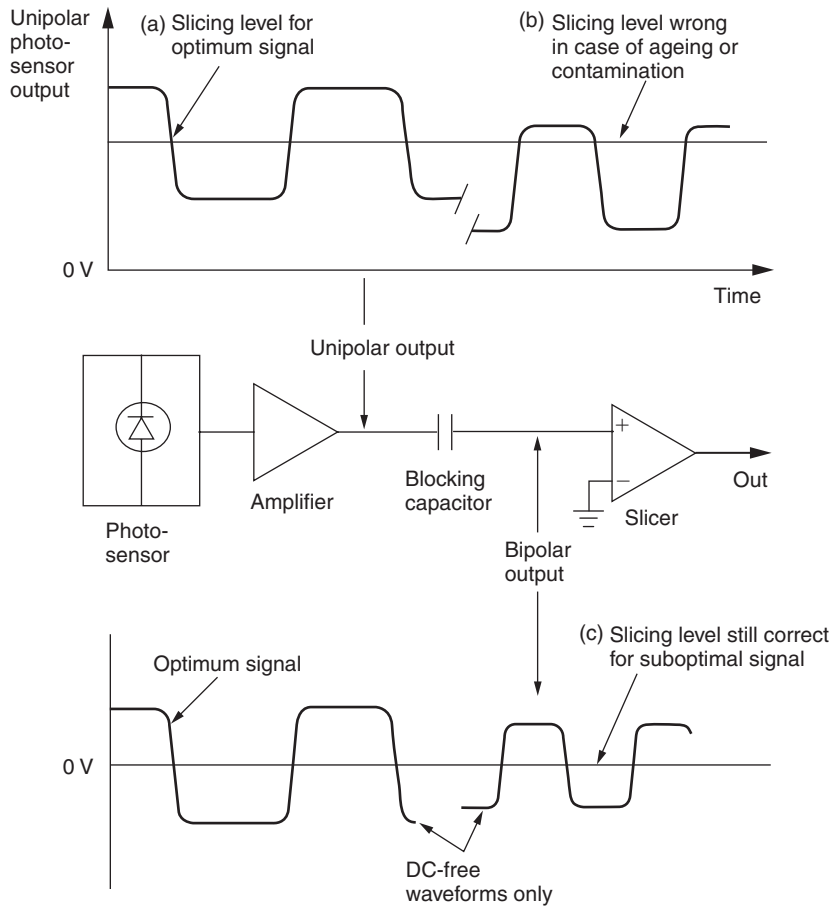 Unipolar
photo-
sensor
output
(a) Slicing level for
optimum signal
(b) Slicing level wrong
in case of ageing or
contamination
0 V
Time
Unipolar output
Photo-
sensor
Amplifier
Blocking
capacitor
+
−
Slicer
Out
Bipolar
output
Optimum signal
(c) Slicing level still correct
for suboptimal signal
0 V
DC-free
waveforms only